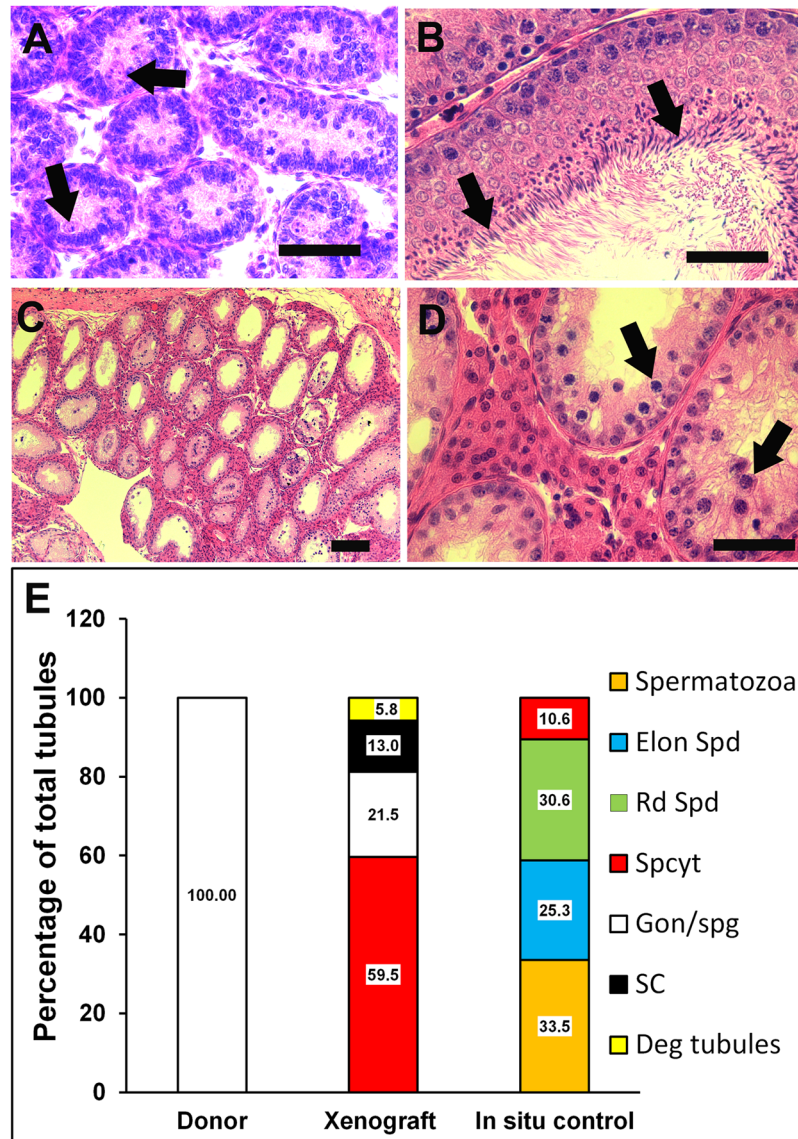 A
B
C
D
E
Percentage of total tubules
120
100
80
60
40
20
0
100.00
5.8
13.0
21.5
59.5
10.6
30.6
25.3
33.5
Donor
Xenograft
In situ control
Spermatozoa
Elon Spd
Rd Spd
Spcyt
Gon/spg
SC
Deg tubules